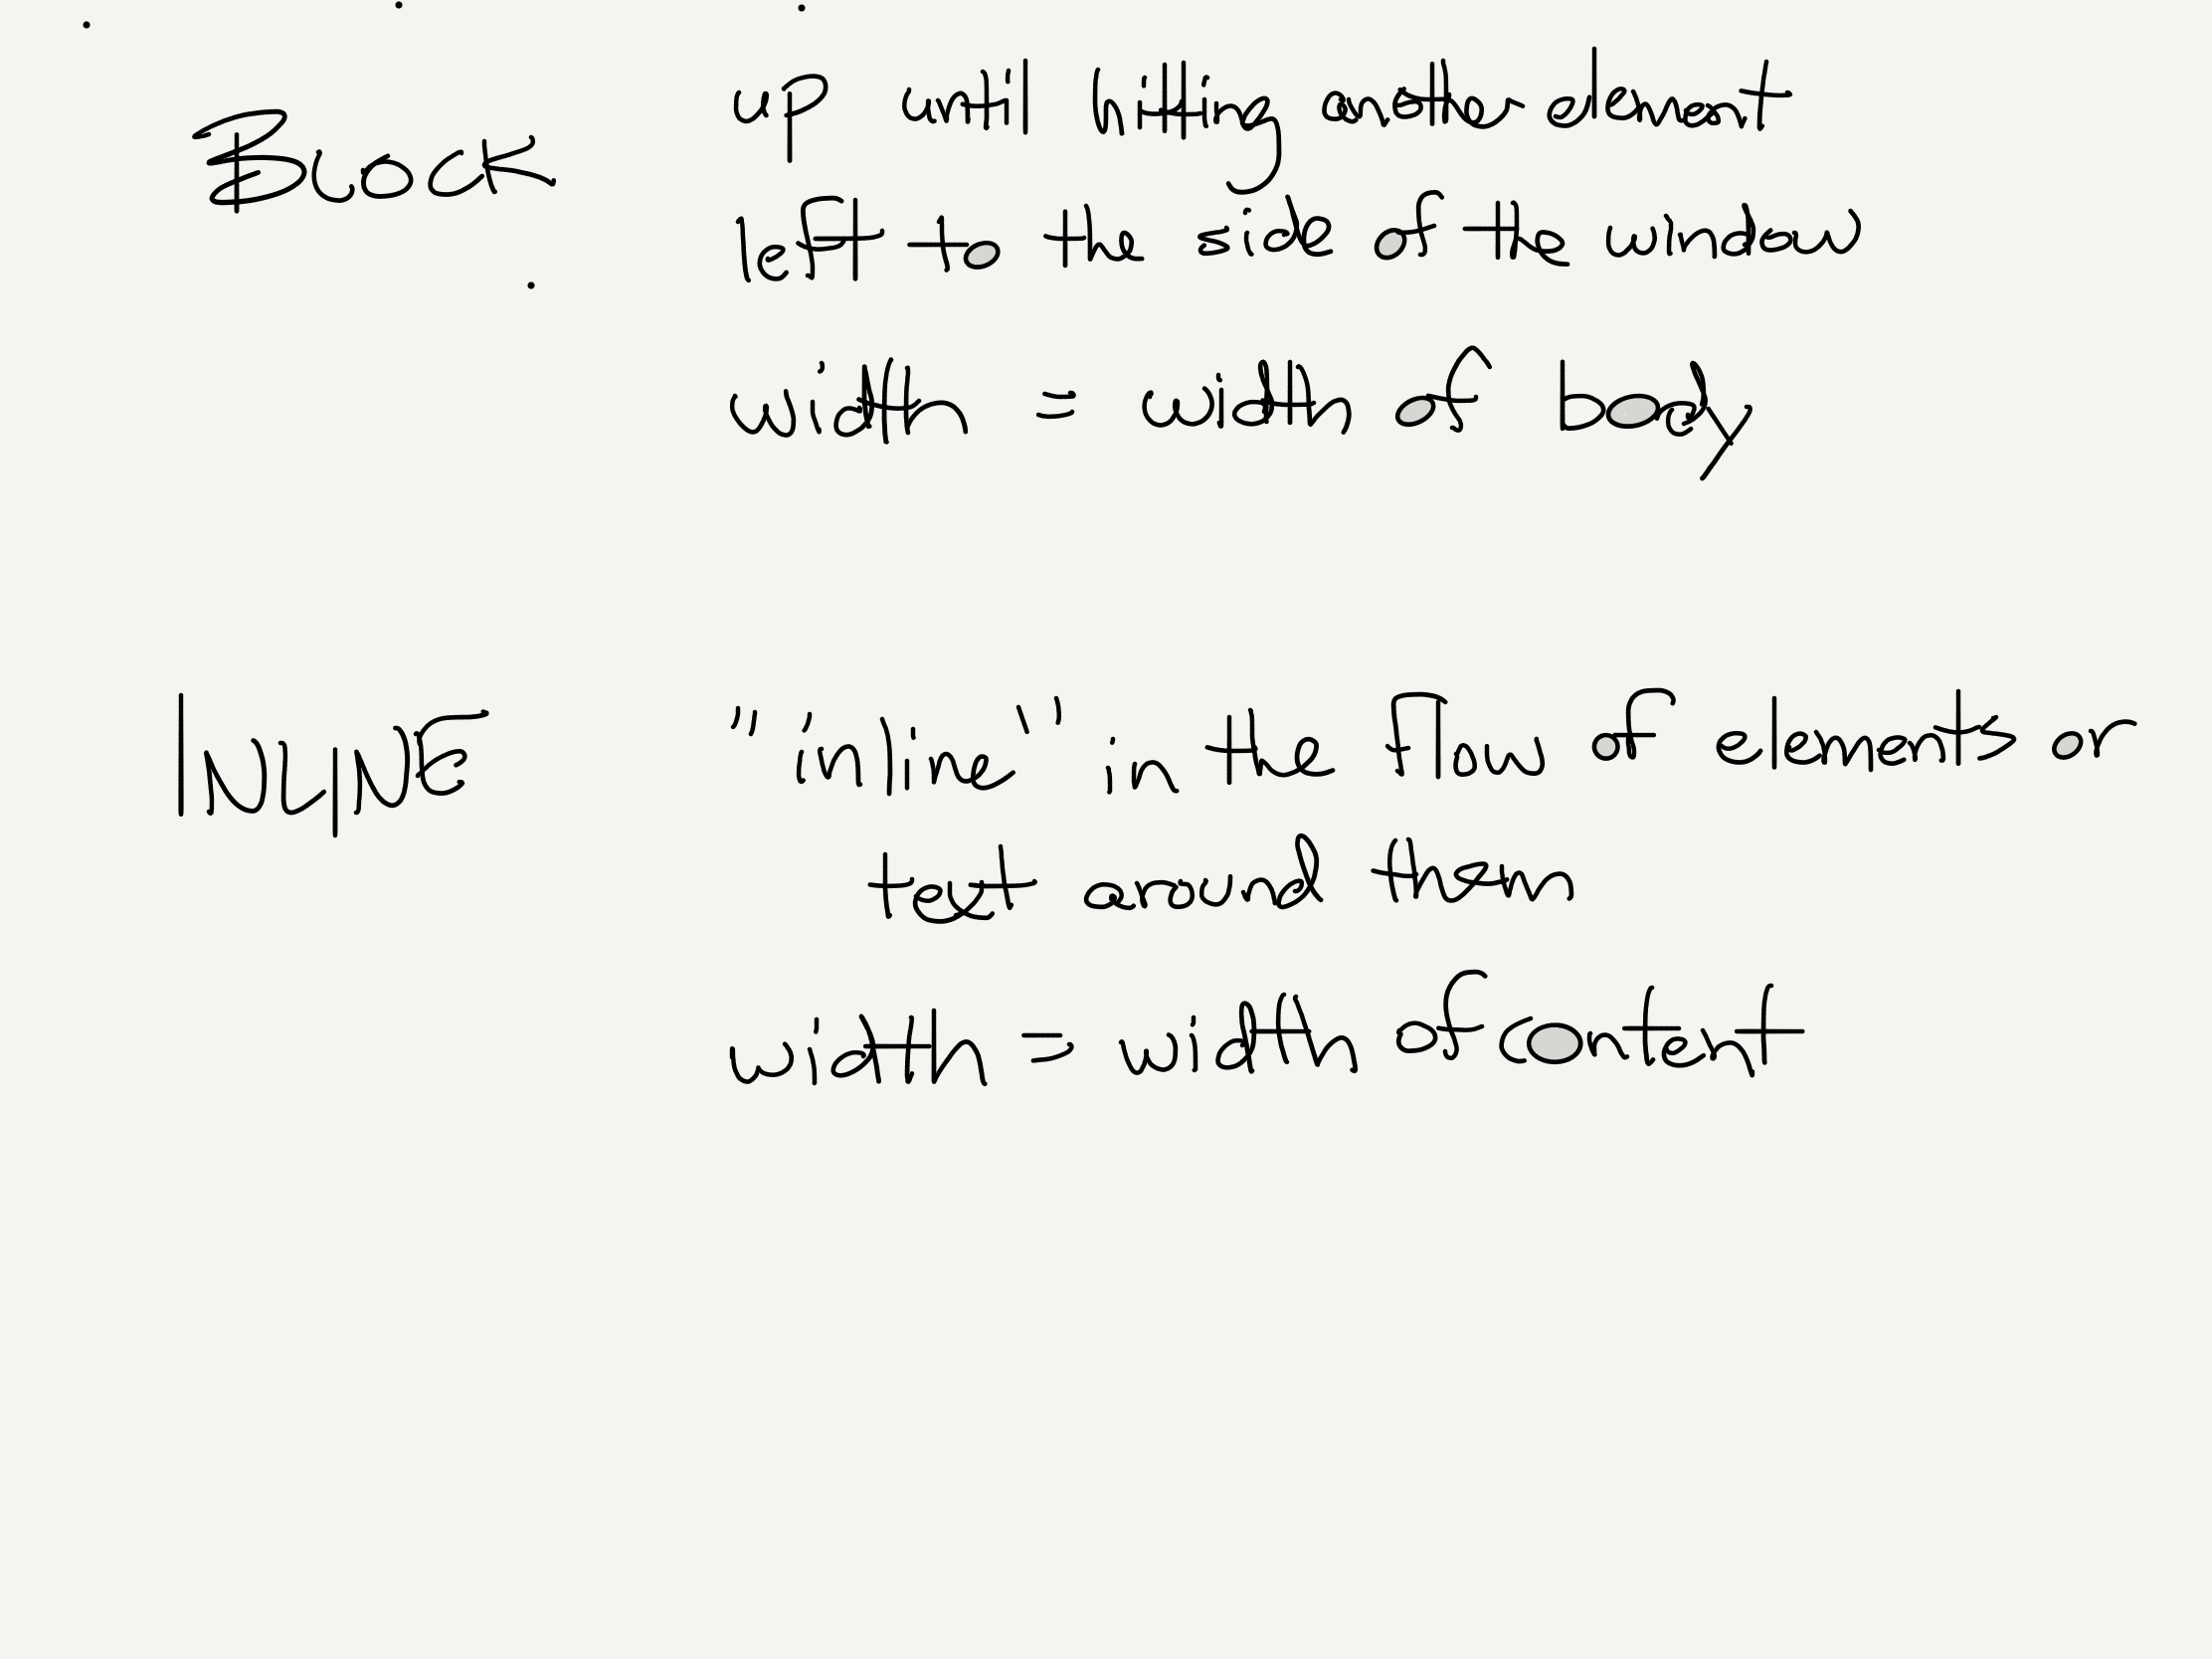 BLOCK
up until hitting another element
left to the side of the window
width = width of body
INLINE
"inline" in the flow of elements or
text around them
width = width of content